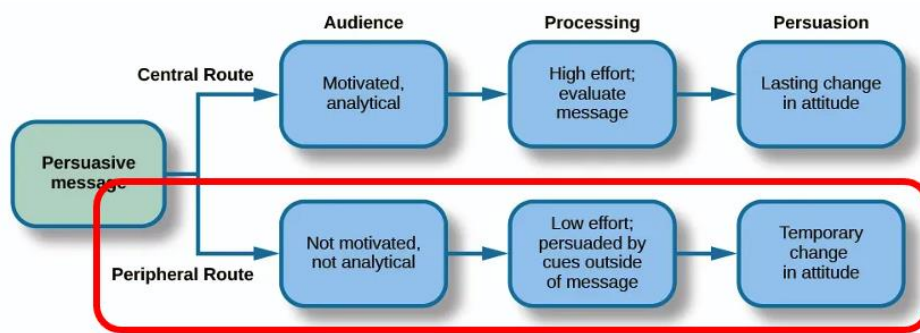 Audience
Processing
Persuasion
Central Route
Motivated,
analytical
High effort;
evaluate
message
Lasting change
in attitude
Persuasive
message
Peripheral Route
Not motivated,
not analytical
Low effort;
persuaded by
cues outside
of message
Temporary
change
in attitude